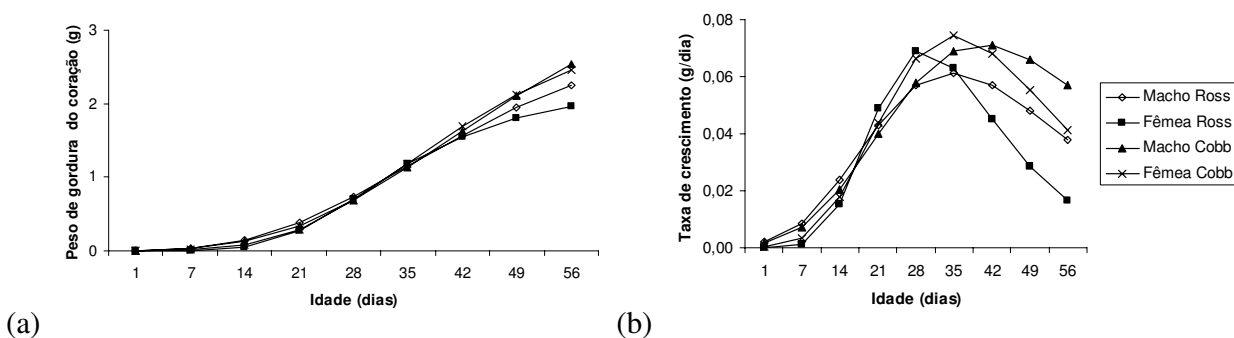 Peso de gordura do coração (g)
3
2
1
0
1 7 14 21 28 35 42 49 56
Idade (dias)
(a)
Taxa de crescimento (g/dia)
0,08
0,06
0,04
0,02
0,00
1 7 14 21 28 35 42 49 56
Idade (dias)
(b)
Macho Ross
Fêmea Ross
Macho Cobb
Fêmea Cobb